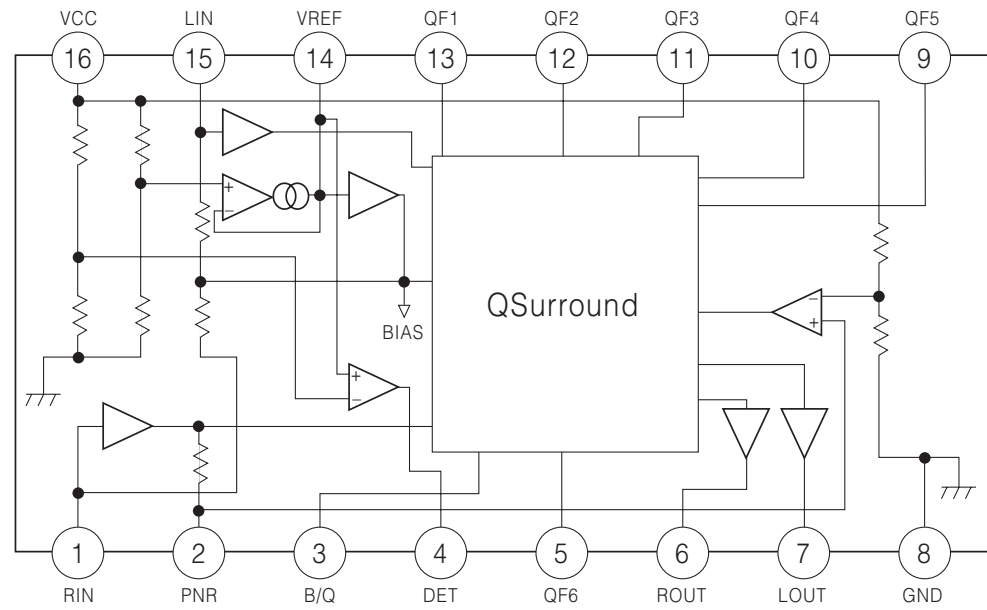 VCC LIN VREF QF1 QF2 QF3 QF4 QF5
16 15 14 13 12 11 10 9
+
−
QSurround
BIAS
−
+
+
−
1 2 3 4 5 6 7 8
RIN PNR B/Q DET QF6 ROUT LOUT GND